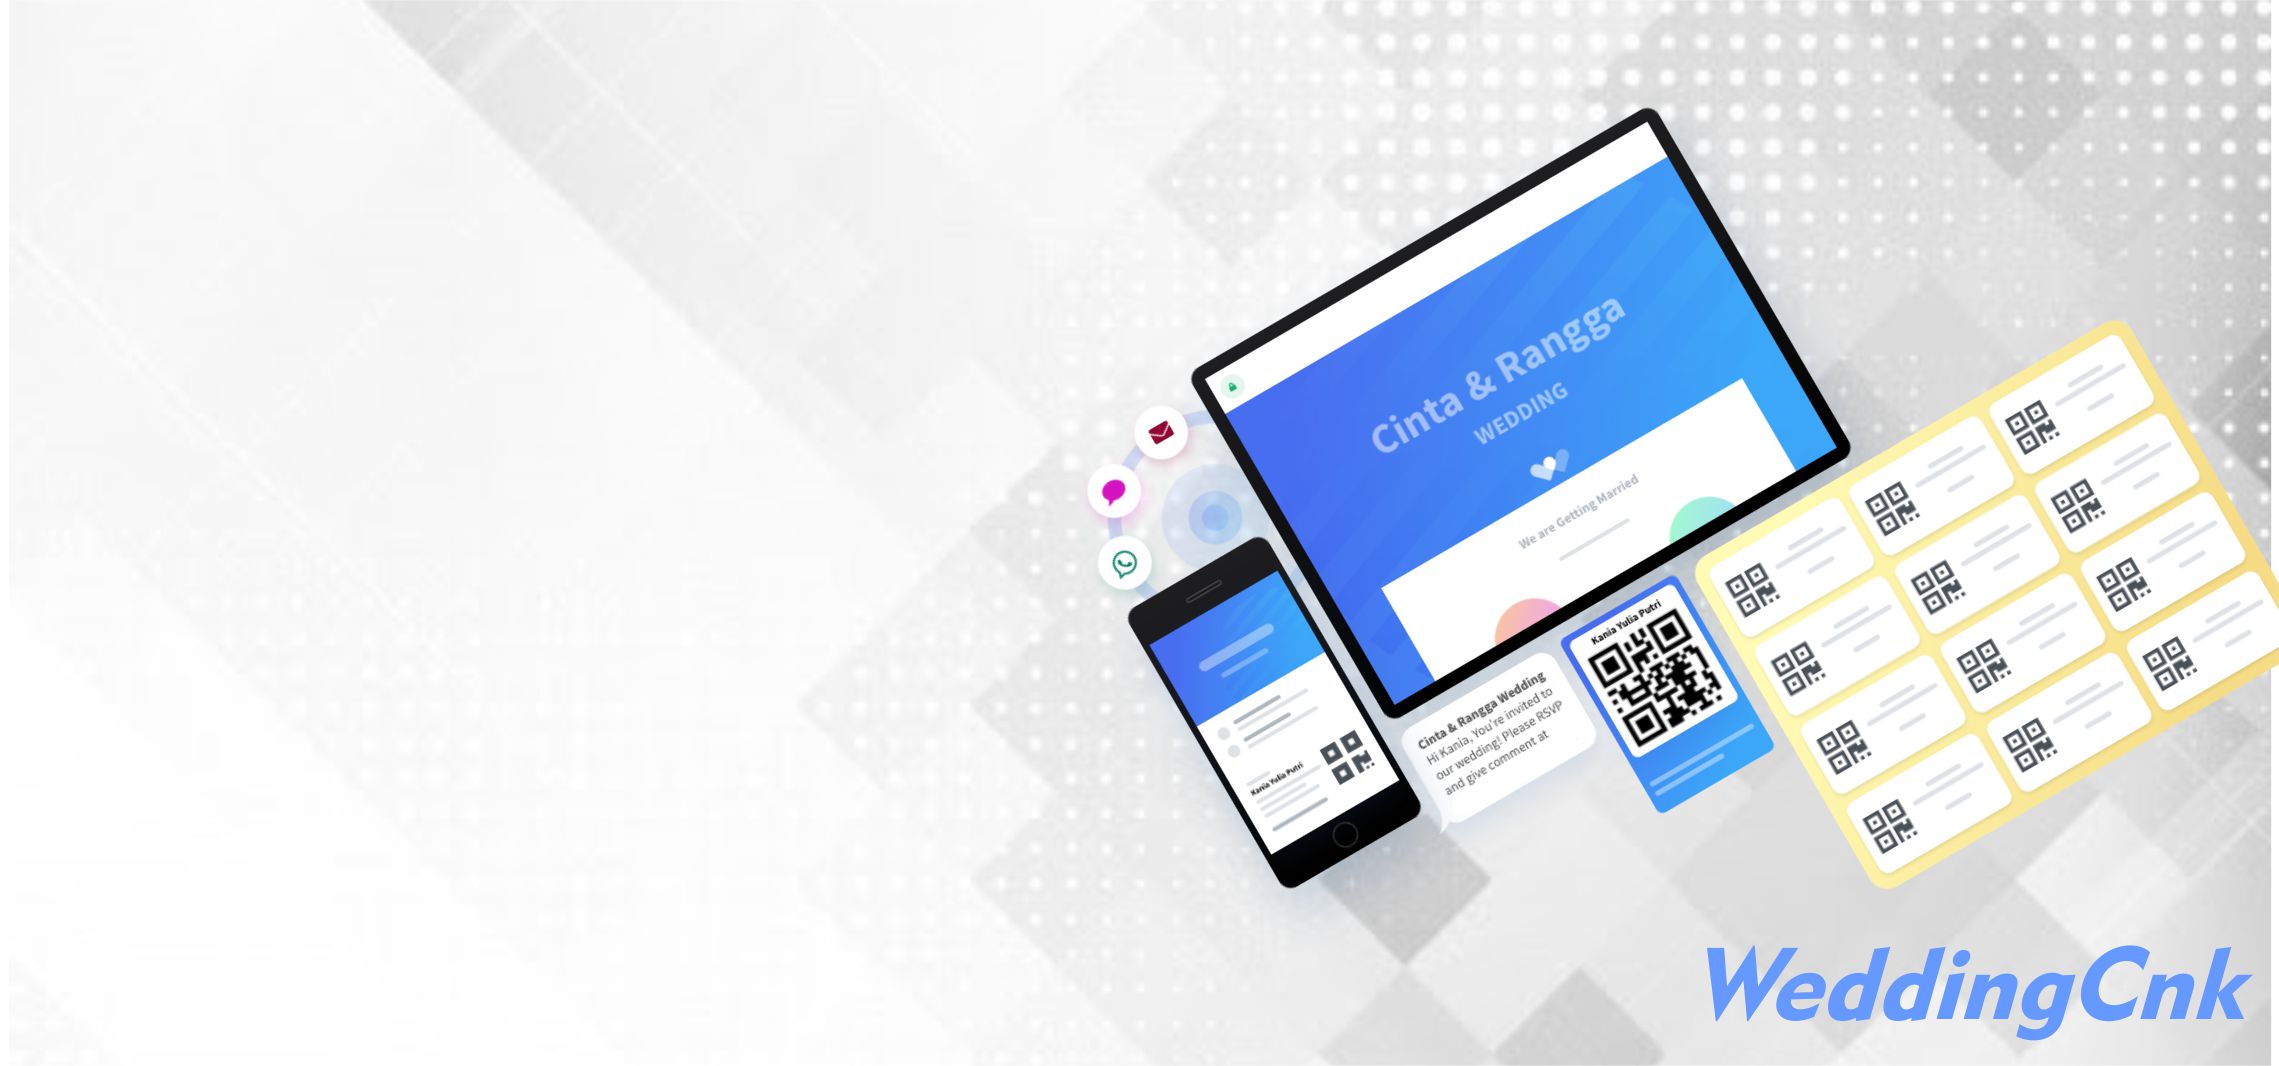 Cinta & Rangga
WEDDING
We are Getting Married
Kania Yulia Putri
Cinta & Rangga Wedding
Hi Kania, You're invited to
our wedding! Please RSVP
and give comment at
Kania Yulia Putri
WeddingCnk